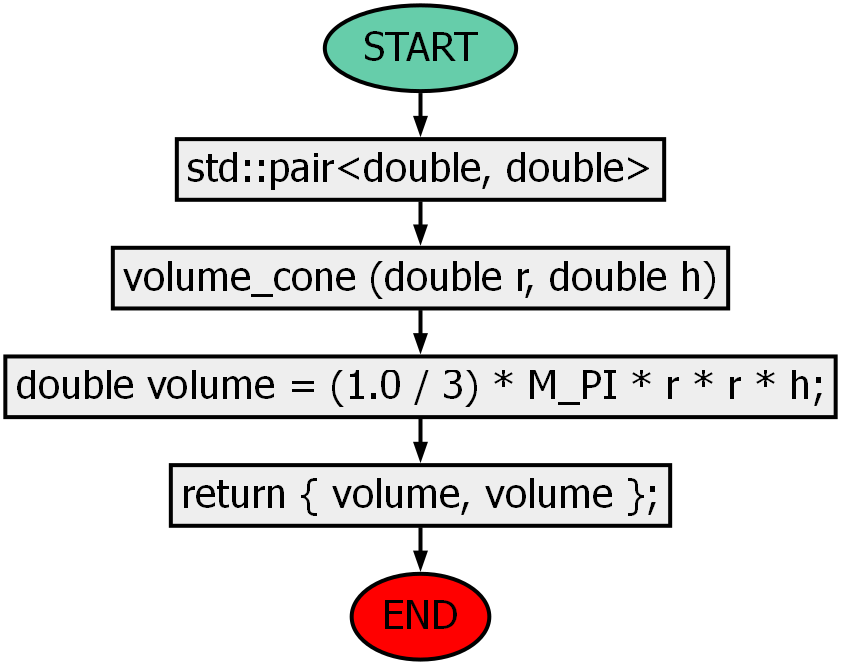 START
std::pair<double, double>
volume_cone (double r, double h)
double volume = (1.0 / 3) * M_PI * r * r * h;
return { volume, volume };
END